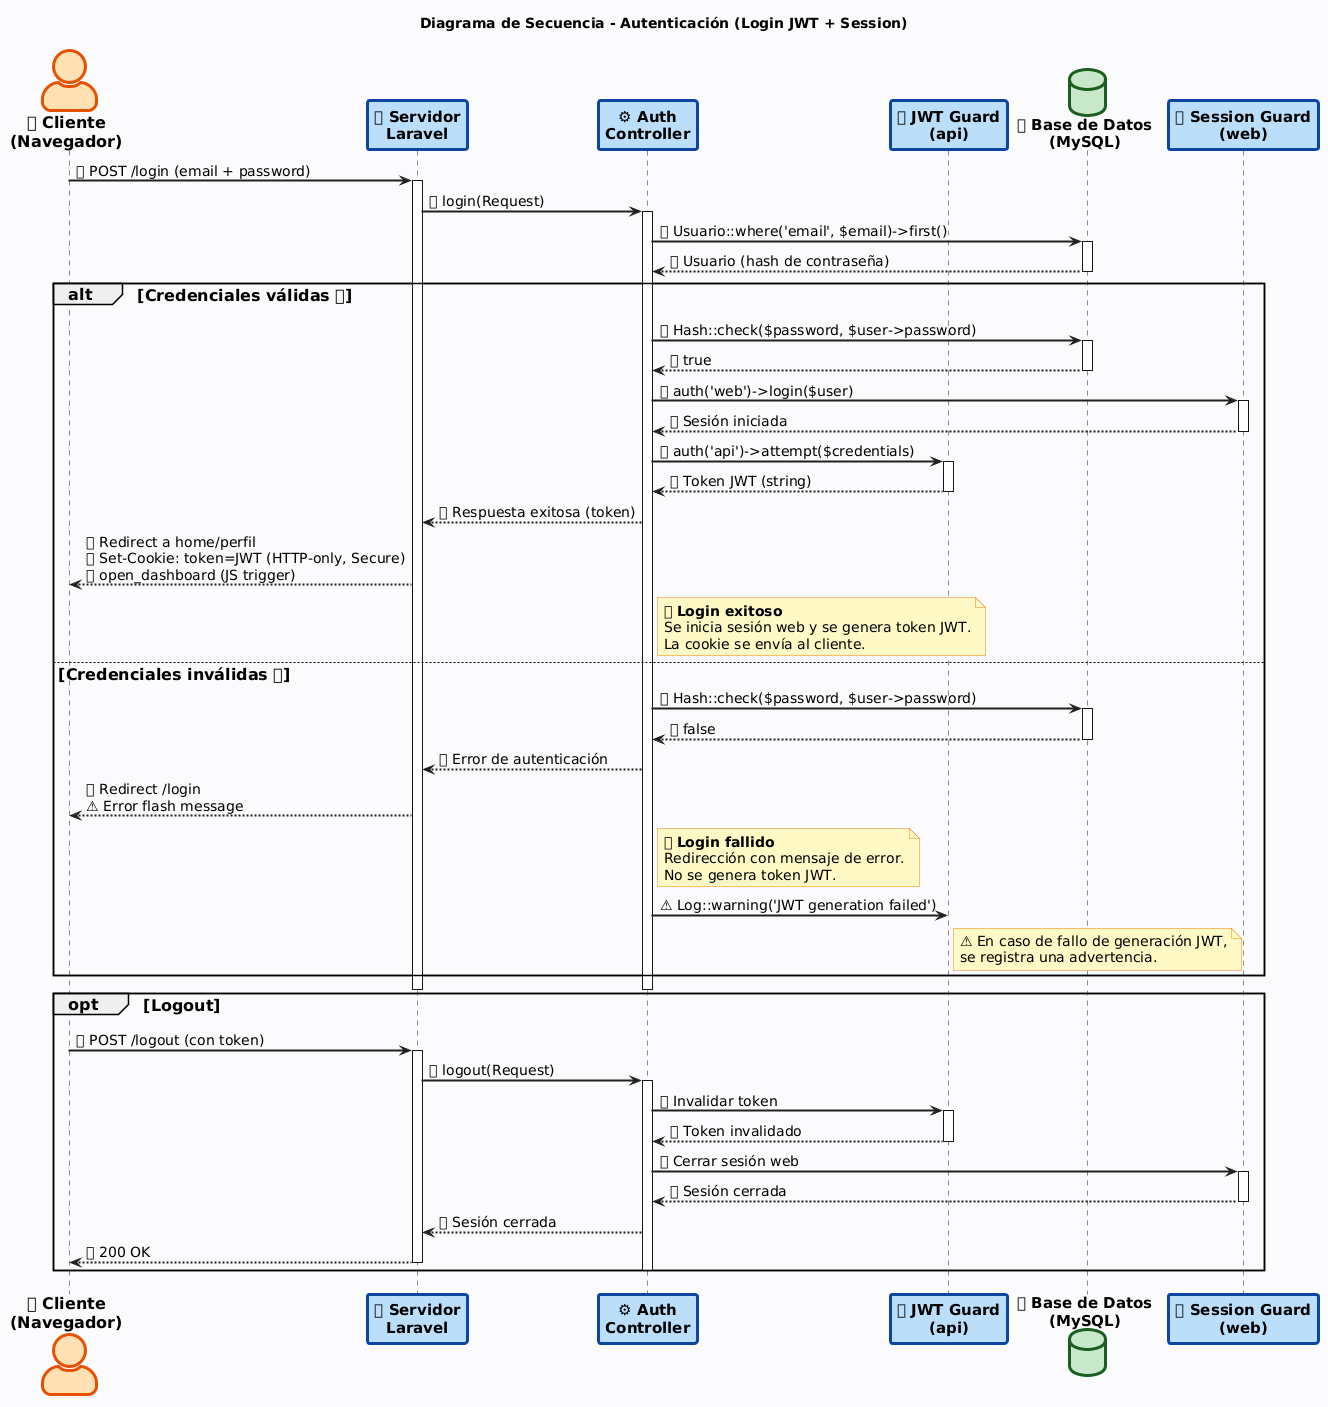 Diagrama de Secuencia - Autenticación (Login JWT + Session)
Cliente
(Navegador)
Servidor
Laravel
⚙ Auth
Controller
JWT Guard
(api)
Base de Datos
(MySQL)
Session Guard
(web)
POST /login (email + password)
login(Request)
Usuario::where('email', $email)->first()
Usuario (hash de contraseña)
alt [Credenciales válidas ]
Hash::check($password, $user->password)
true
auth('web')->login($user)
Sesión iniciada
auth('api')->attempt($credentials)
Token JWT (string)
Respuesta exitosa (token)
Redirect a home/perfil
Set-Cookie: token=JWT (HTTP-only, Secure)
open_dashboard (JS trigger)
Login exitoso
Se inicia sesión web y se genera token JWT.
La cookie se envía al cliente.
[Credenciales inválidas ]
Hash::check($password, $user->password)
false
Error de autenticación
Redirect /login
⚠ Error flash message
Login fallido
Redirección con mensaje de error.
No se genera token JWT.
⚠ Log::warning('JWT generation failed')
⚠ En caso de fallo de generación JWT,
se registra una advertencia.
opt [Logout]
POST /logout (con token)
logout(Request)
Invalidar token
Token invalidado
Cerrar sesión web
Sesión cerrada
Sesión cerrada
200 OK
Cliente
(Navegador)
Servidor
Laravel
⚙ Auth
Controller
JWT Guard
(api)
Base de Datos
(MySQL)
Session Guard
(web)